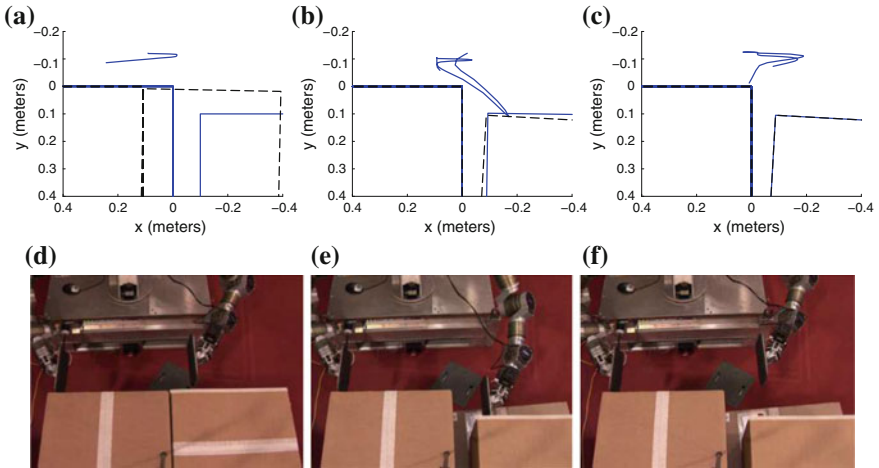 (a) (b) (c)
−0.2 −0.2 −0.2
−0.1 −0.1 −0.1
0 0 0
0.1 0.1 0.1
0.2 0.2 0.2
0.3 0.3 0.3
0.4 0.4 0.4
y (meters) y (meters) y (meters)
0.4 0.2 0 −0.2 −0.4 0.4 0.2 0 −0.2 −0.4 0.4 0.2 0 −0.2 −0.4
x (meters) x (meters) x (meters)
(d) (e) (f)